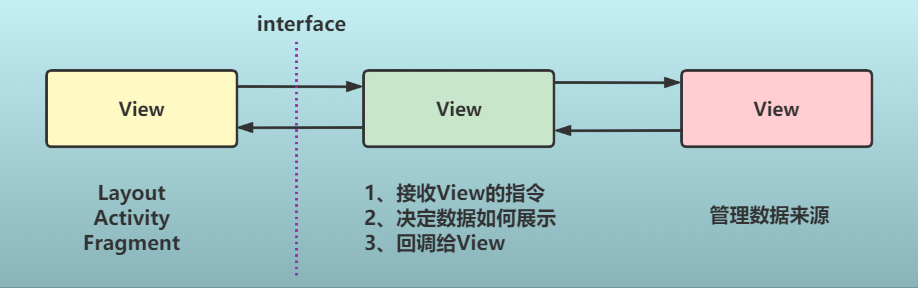 interface
View
View
View
Layout
Activity
Fragment
1、接收View的指令
2、决定数据如何展示
3、回调给View
管理数据来源